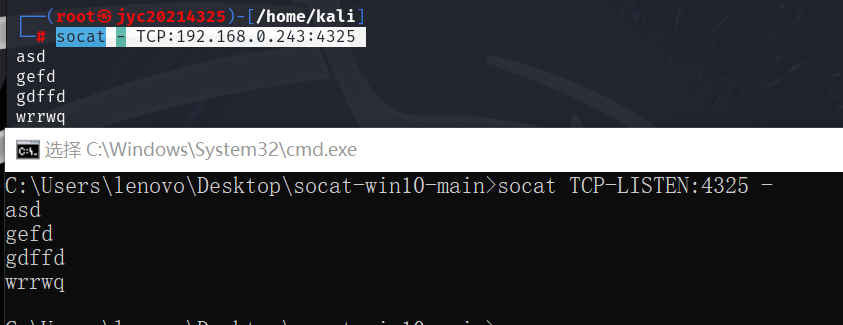 ┌──(root㉿jyc20214325)-[/home/kali]
└─# socat - TCP:192.168.0.243:4325
asd
gefd
gdffd
wrrwq
选择 C:\Windows\System32\cmd.exe
C:\Users\lenovo\Desktop\socat-win10-main>socat TCP-LISTEN:4325 -
asd
gefd
gdffd
wrrwq